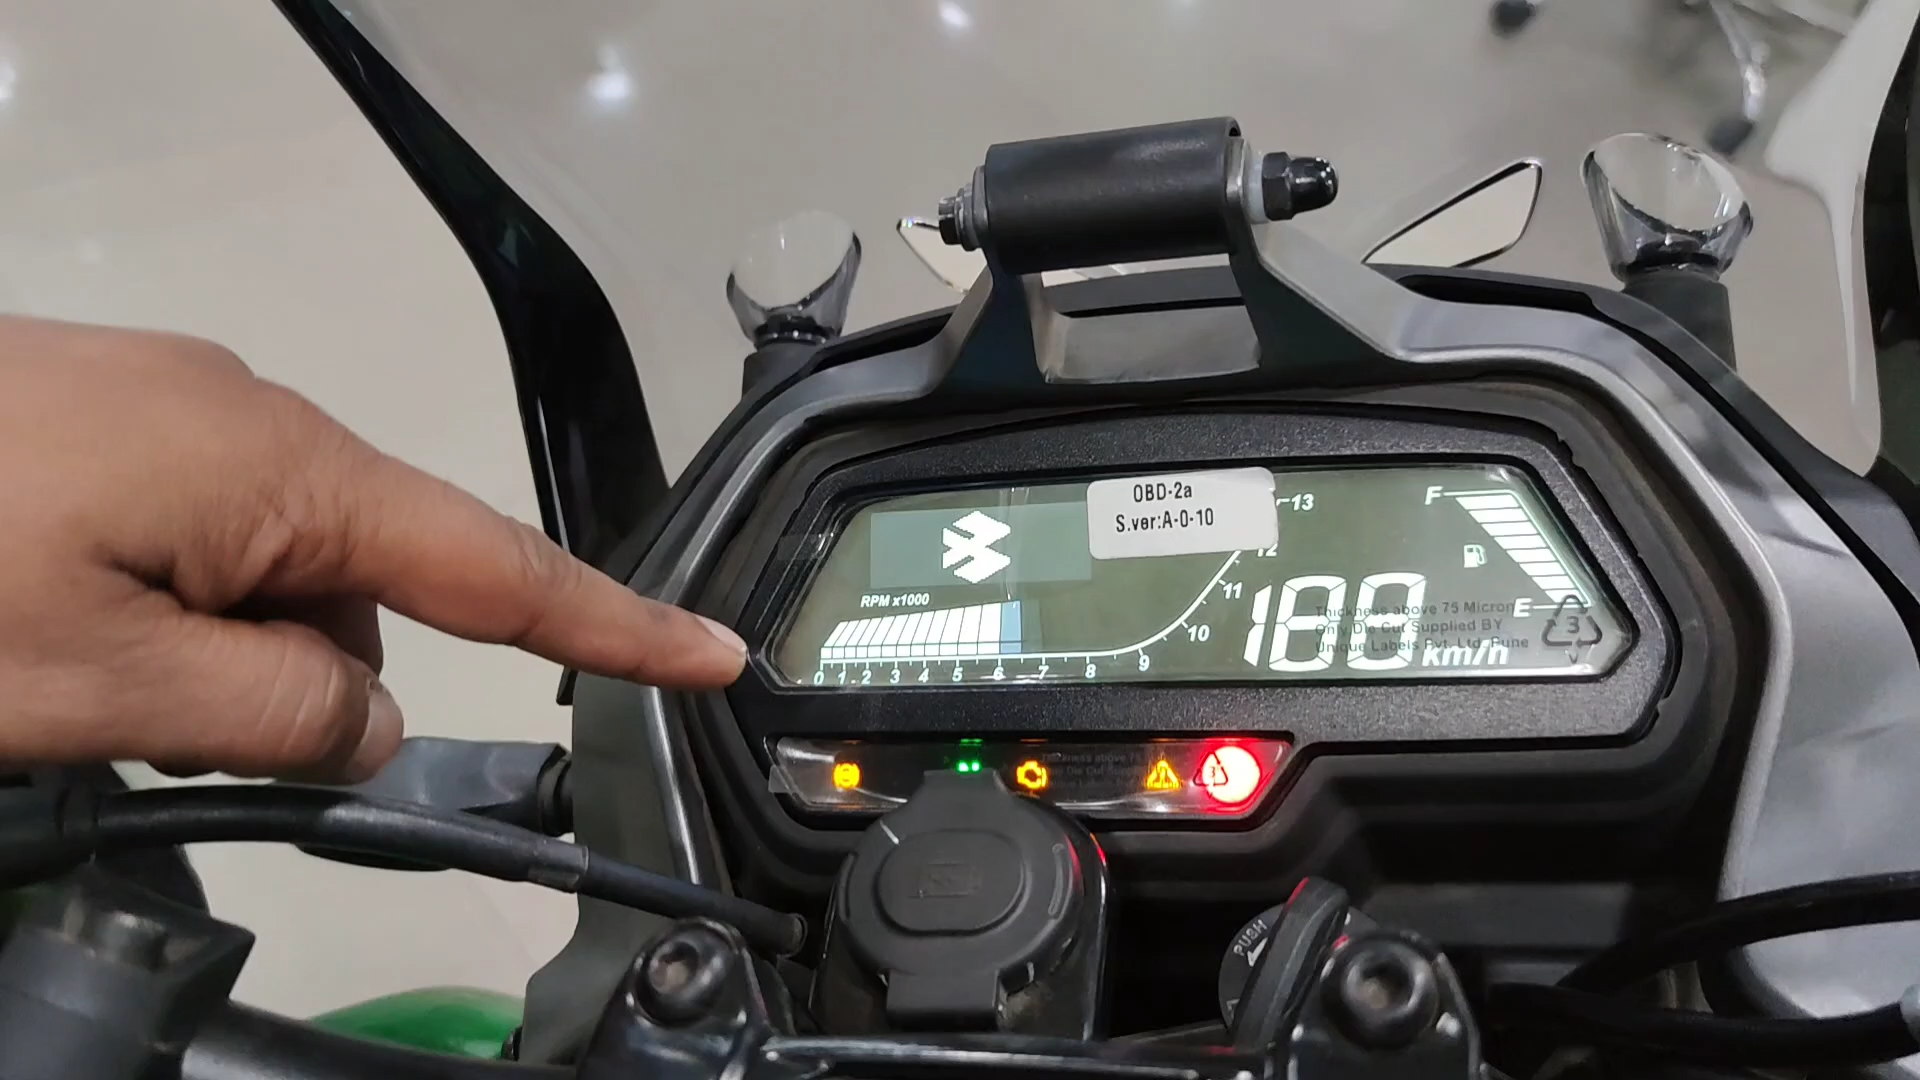 OBD-2a
S.ver:A-0-10
13
12
11
10
F
E
RPM x1000
0 1 2 3 4 5 6 7 8 9
188 km/h
Thickness above 75 Micron
Only Die Cut Supplied BY
Unique Labels Pvt. Ltd. Pune
3
PUSH